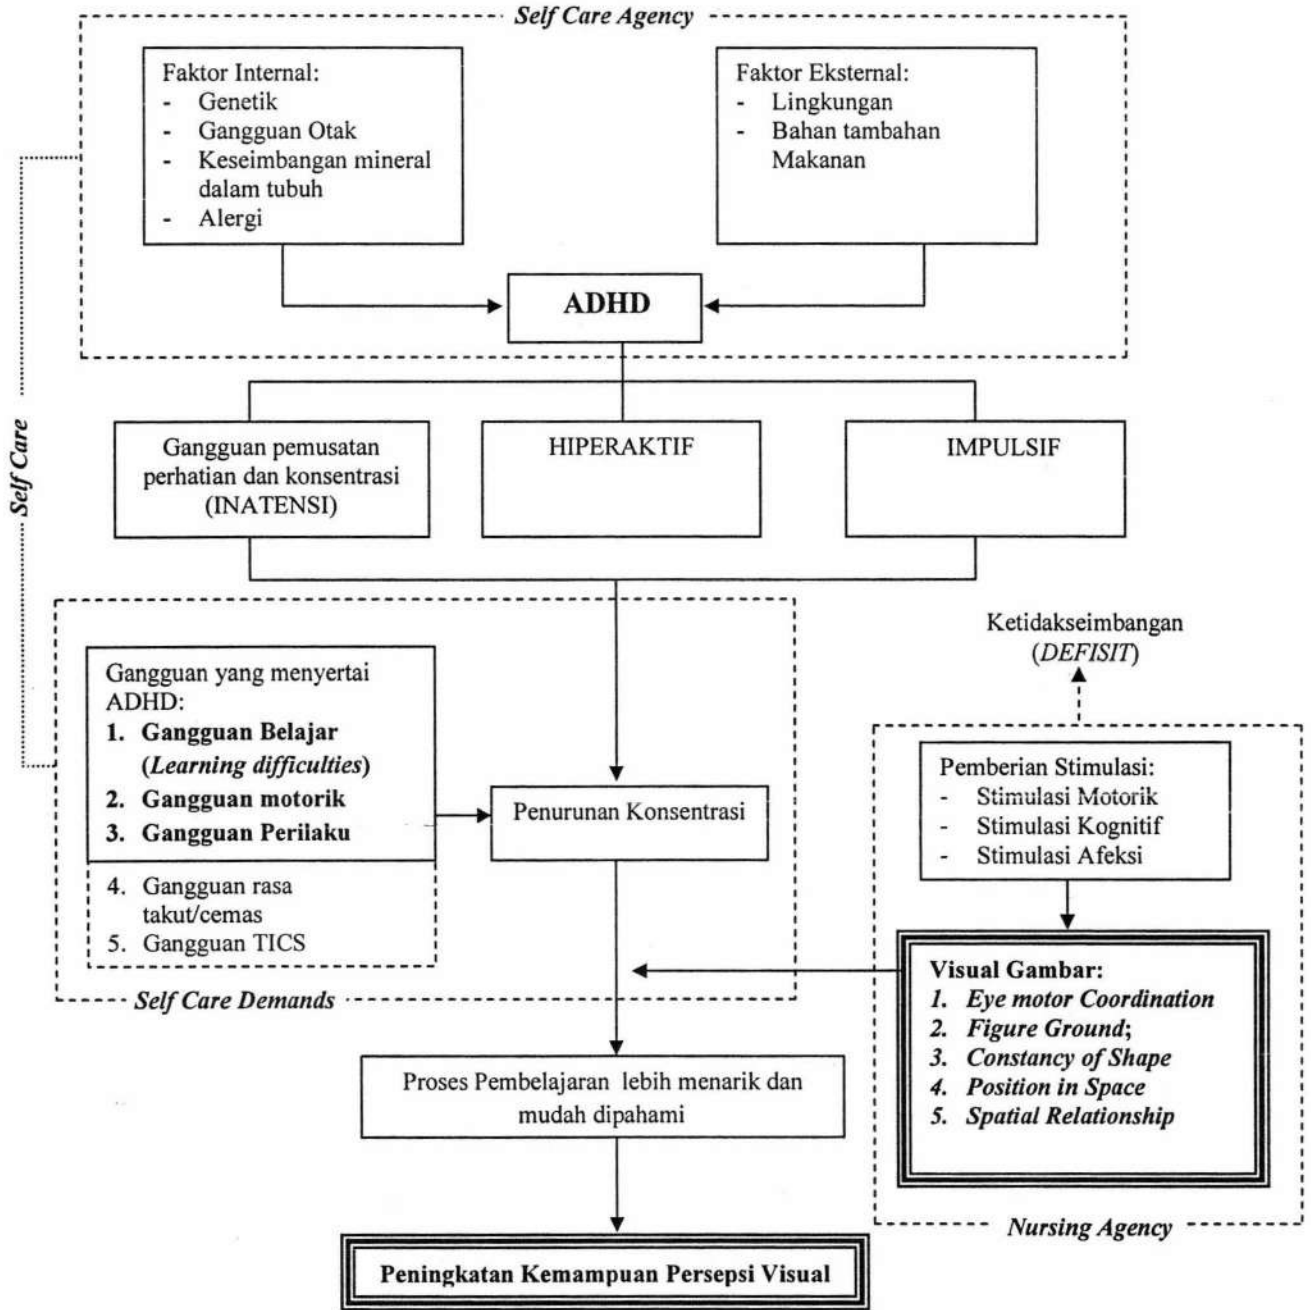 Self Care Agency
Faktor Internal:
- Genetik
- Gangguan Otak
- Keseimbangan mineral
dalam tubuh
- Alergi
Faktor Eksternal:
- Lingkungan
- Bahan tambahan
Makanan
ADHD
Self Care
Gangguan pemusatan
perhatian dan konsentrasi
(INATENSI)
HIPERAKTIF
IMPULSIF
Gangguan yang menyertai
ADHD:
1. Gangguan Belajar
(Learning difficulties)
2. Gangguan motorik
3. Gangguan Perilaku
4. Gangguan rasa
takut/cemas
5. Gangguan TICS
Penurunan Konsentrasi
Self Care Demands
Ketidakseimbangan
(DEFISIT)
Pemberian Stimulasi:
- Stimulasi Motorik
- Stimulasi Kognitif
- Stimulasi Afeksi
Visual Gambar:
1. Eye motor Coordination
2. Figure Ground;
3. Constancy of Shape
4. Position in Space
5. Spatial Relationship
Nursing Agency
Proses Pembelajaran lebih menarik dan
mudah dipahami
Peningkatan Kemampuan Persepsi Visual